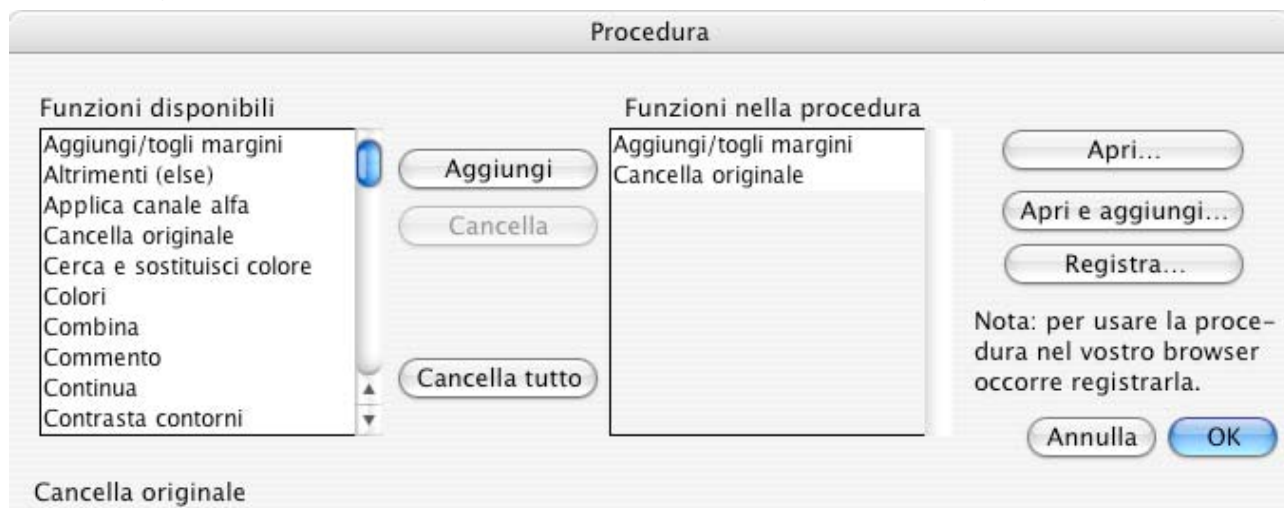 Procedura
Funzioni disponibili
Aggiungi/togli margini
Altrimenti (else)
Applica canale alfa
Cancella originale
Cerca e sostituisci colore
Colori
Combina
Commento
Continua
Contrasta contorni
Aggiungi
Cancella
Cancella tutto
Funzioni nella procedura
Aggiungi/togli margini
Cancella originale
Apri...
Apri e aggiungi...
Registra...
Nota: per usare la proce-
dura nel vostro browser
occorre registrarla.
Annulla
OK
Cancella originale